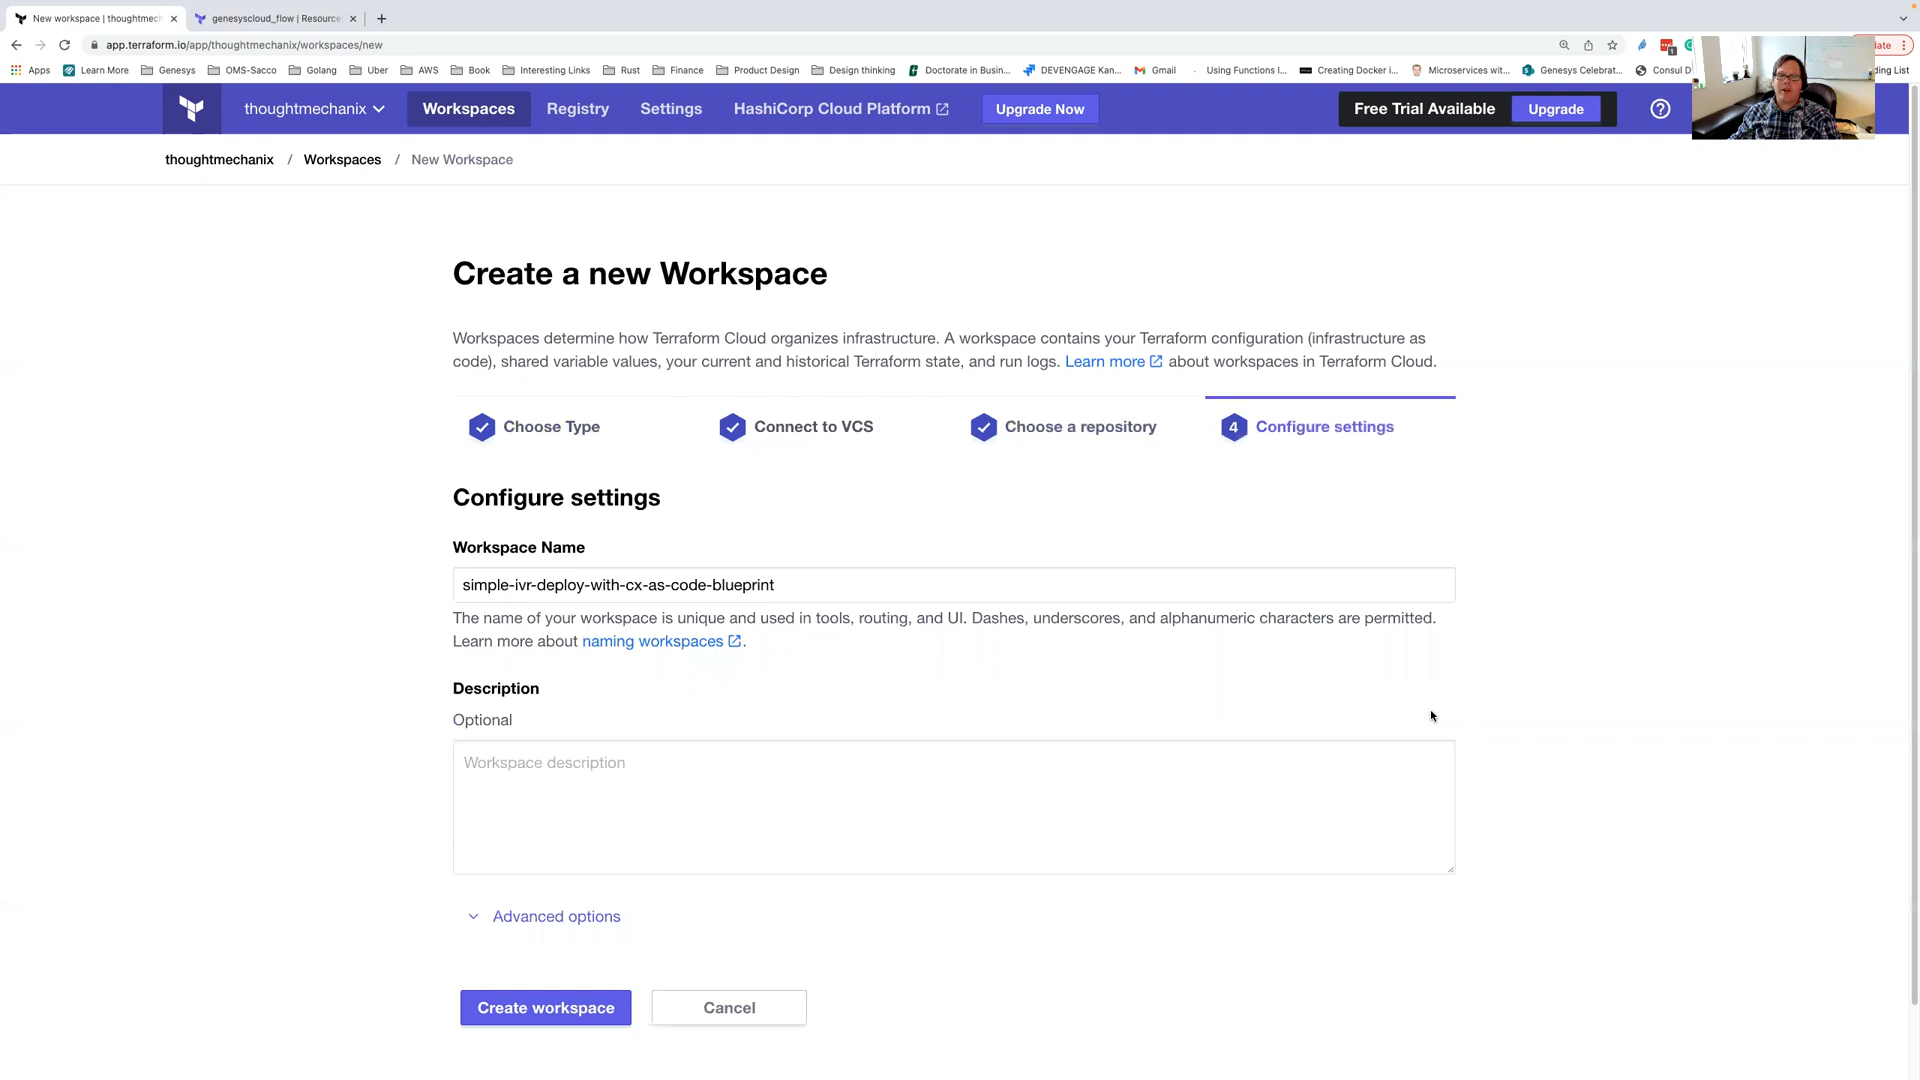 New workspace | thoughtmech
genesyscloud_flow | Resource
app.terraform.io/app/thoughtmechanix/workspaces/new
1
Apps Learn More Genesys OMS-Sacco Golang Uber AWS Book Interesting Links Rust Finance Product Design Design thinking Doctorate in Busin... DEVENGAGE Kan... Gmail Using Functions I... Creating Docker i... Microservices wit... Genesys Celebrat... Consul D
thoughtmechanix Workspaces Registry Settings HashiCorp Cloud Platform Upgrade Now Free Trial Available Upgrade
thoughtmechanix / Workspaces / New Workspace
Create a new Workspace
Workspaces determine how Terraform Cloud organizes infrastructure. A workspace contains your Terraform configuration (infrastructure as
code), shared variable values, your current and historical Terraform state, and run logs. Learn more about workspaces in Terraform Cloud.
Choose Type Connect to VCS Choose a repository 4 Configure settings
Configure settings
Workspace Name
simple-ivr-deploy-with-cx-as-code-blueprint
The name of your workspace is unique and used in tools, routing, and UI. Dashes, underscores, and alphanumeric characters are permitted.
Learn more about naming workspaces .
Description
Optional
Workspace description
Advanced options
Create workspace Cancel